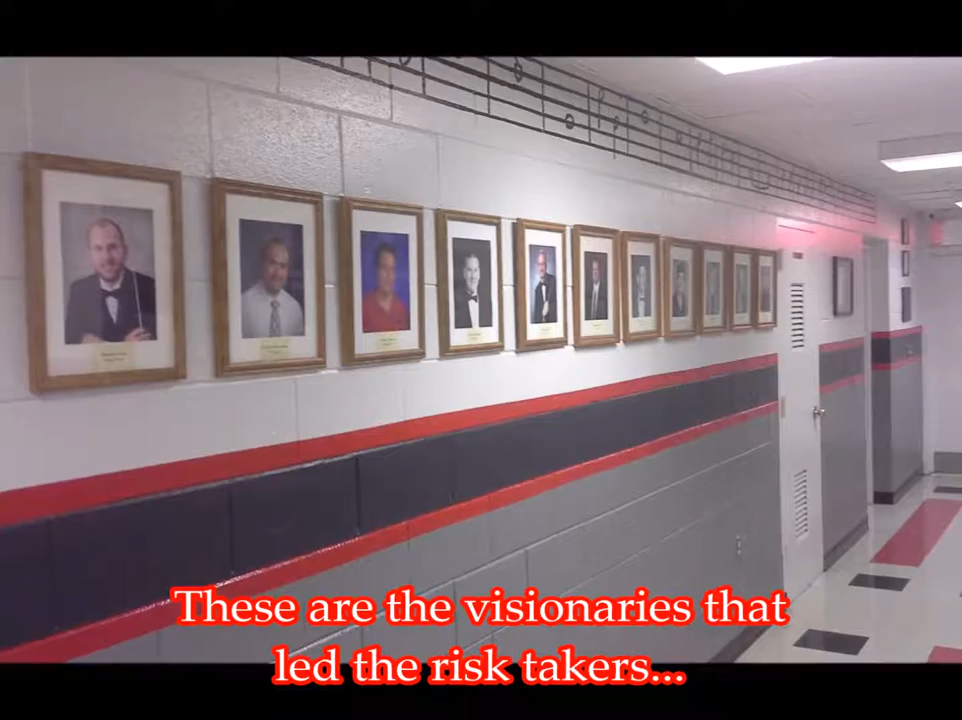 These are the visionaries that
led the risk takers...